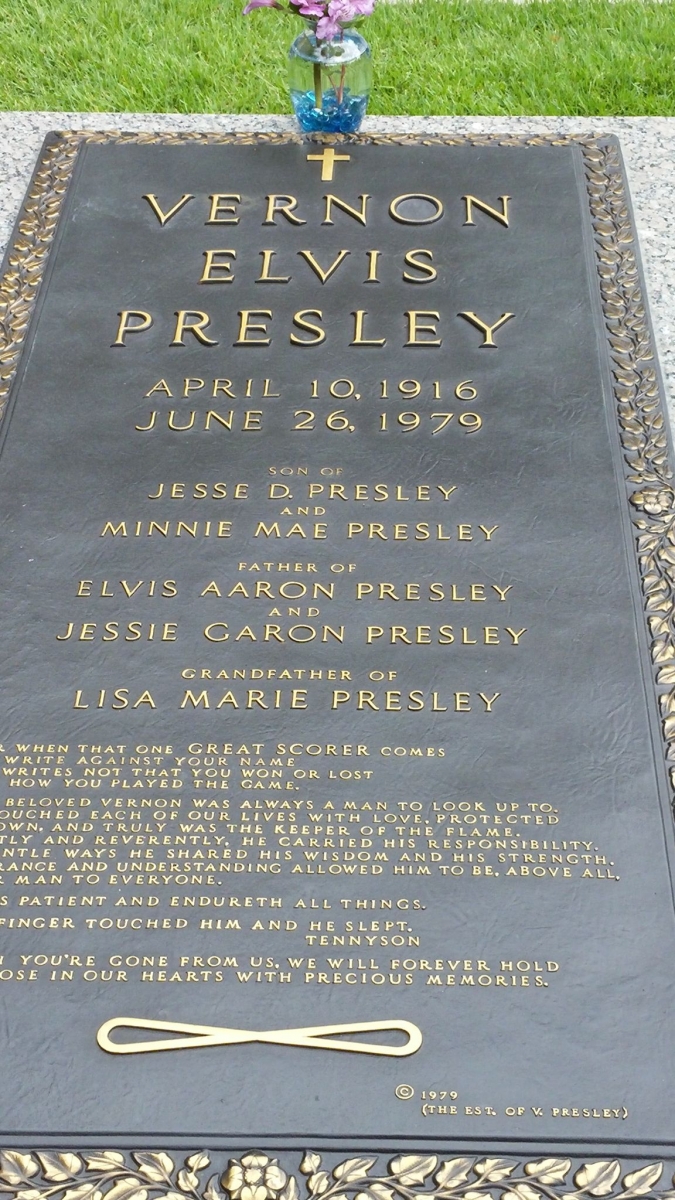 VERNON
ELVIS
PRESLEY
APRIL 10, 1916
JUNE 26, 1979
SON OF
JESSE D. PRESLEY
AND
MINNIE MAE PRESLEY
FATHER OF
ELVIS AARON PRESLEY
AND
JESSIE GARON PRESLEY
GRANDFATHER OF
LISA MARIE PRESLEY
WHEN THAT ONE GREAT SCORER COMES
WRITE AGAINST YOUR NAME
WRITES NOT THAT YOU WON OR LOST
HOW YOU PLAYED THE GAME.
BELOVED VERNON WAS ALWAYS A MAN TO LOOK UP TO.
EACH OF OUR LIVES WITH LOVE, PROTECTED
AND TRULY WAS THE KEEPER OF THE FLAME.
AND REVERENTLY, HE CARRIED HIS RESPONSIBILITY.
WAYS HE SHARED HIS WISDOM AND HIS STRENGTH.
AND UNDERSTANDING ALLOWED HIM TO BE, ABOVE ALL,
MAN TO EVERYONE.
PATIENT AND ENDURETH ALL THINGS.
FINGER TOUCHED HIM AND HE SLEPT.
TENNYSON
YOU'RE GONE FROM US, WE WILL FOREVER HOLD
IN OUR HEARTS WITH PRECIOUS MEMORIES.
© 1979
(THE EST. OF V. PRESLEY)